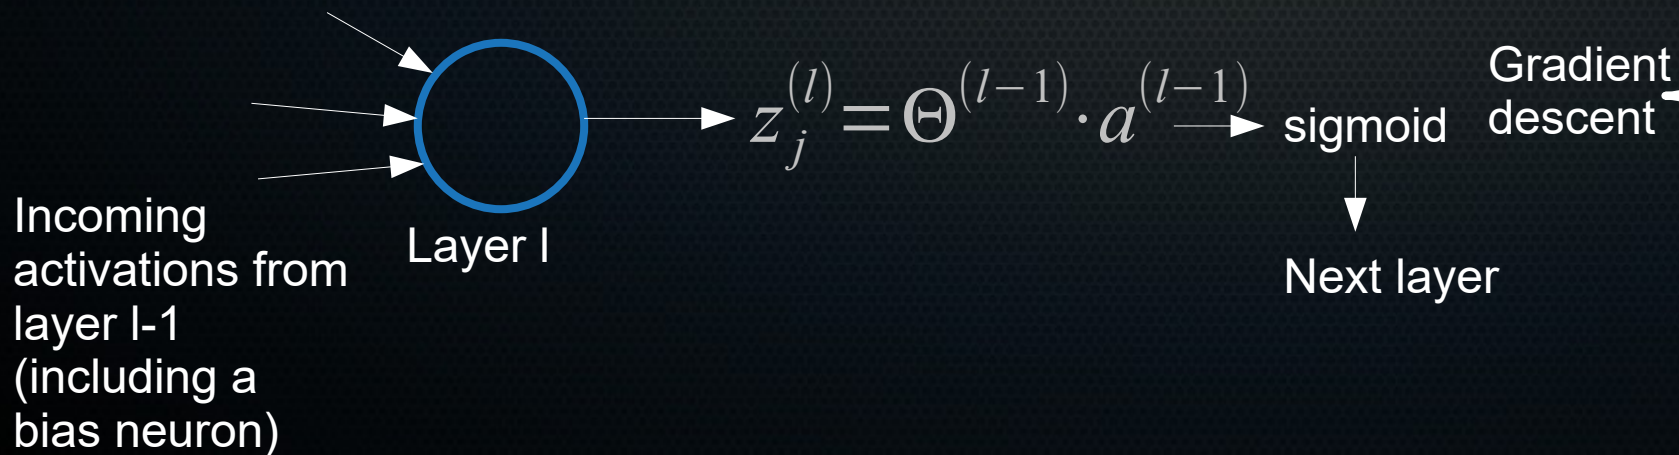 Incoming
activations from
layer l-1
(including a
bias neuron)
Layer l
z_j^{(l)}=Θ^{(l-1)}·a^{(l-1)}
sigmoid
Next layer
Gradient
descent